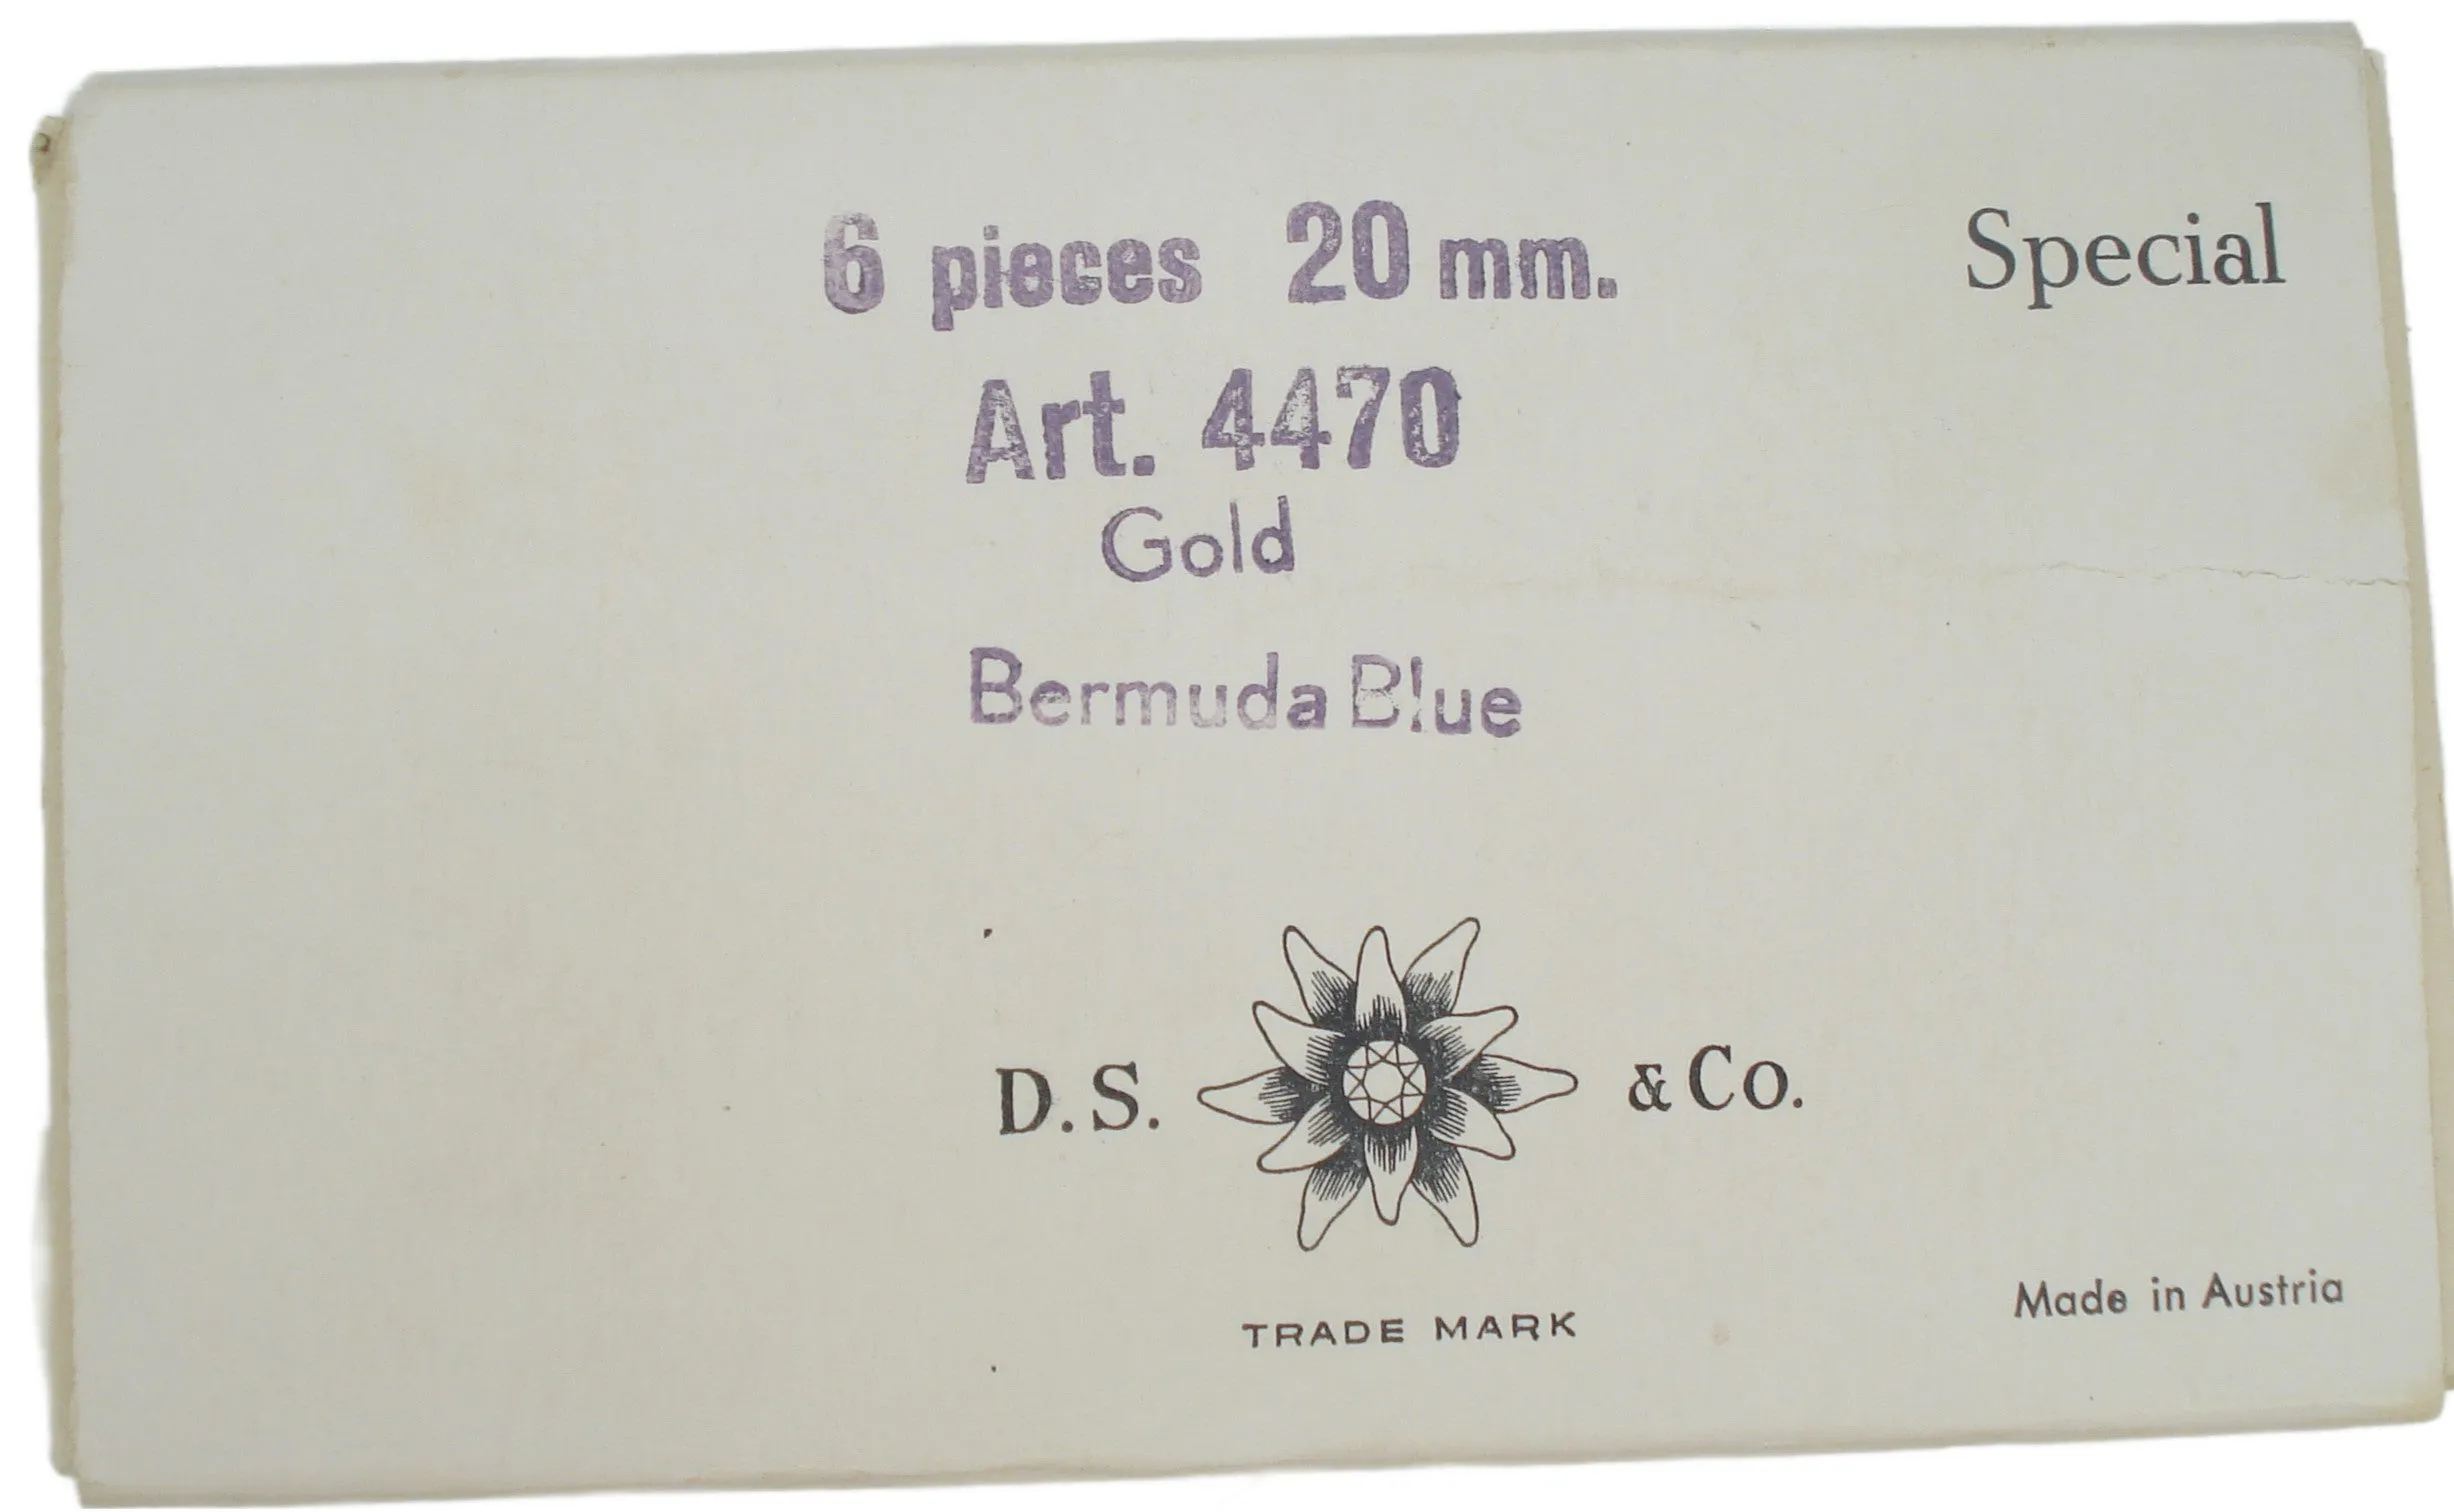 6 pieces 20 mm.
Special
Art. 4470
Gold
Bermuda Blue
D.S. & Co.
TRADE MARK
Made in Austria